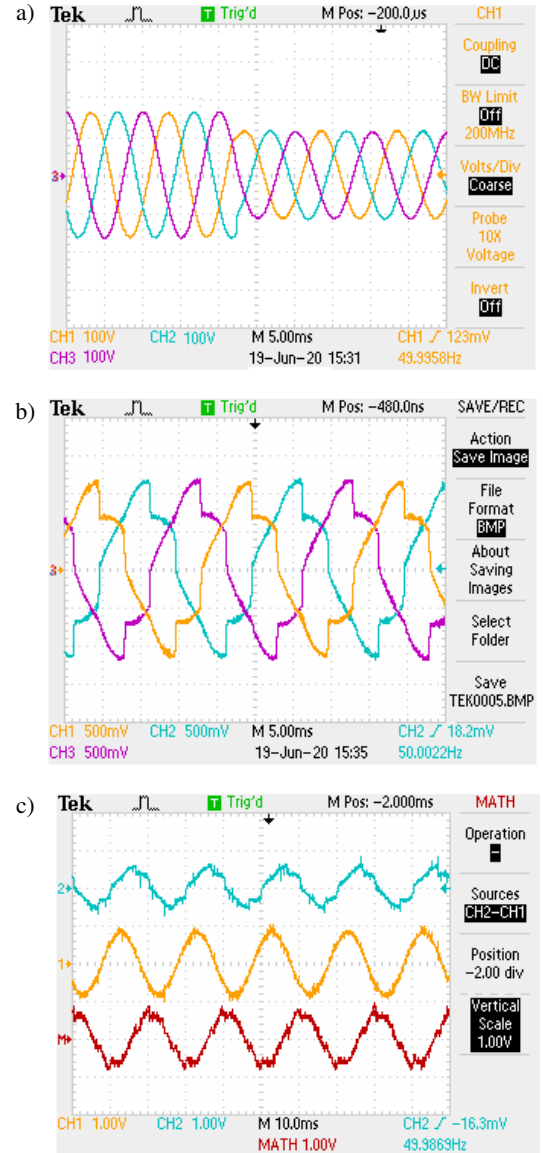 a) Tek Trig'd M Pos: -200.0µs CH1
Coupling
DC
BW Limit
Off
200MHz
Volts/Div
Coarse
3
Probe
10X
Voltage
Invert
Off
CH1 100V CH2 100V M 5.00ms CH1 / 123mV
CH3 100V 19-Jun-20 15:31 49.9958Hz
b) Tek Trig'd M Pos: -480.0ns SAVE/REC
Action
Save Image
File
Format
BMP
3
About
Saving
Images
Select
Folder
Save
TEK0005.BMP
CH1 500mV CH2 500mV M 5.00ms CH2 / 18.2mV
CH3 500mV 19-Jun-20 15:35 50.0022Hz
c) Tek Trig'd M Pos: -2.000ms MATH
Operation
–
2
Sources
CH2-CH1
1
Position
-2.00 div
Vertical
Scale
1.00V
M
CH1 1.00V CH2 1.00V M 10.0ms CH2 / -16.3mV
MATH 1.00V 49.9869Hz